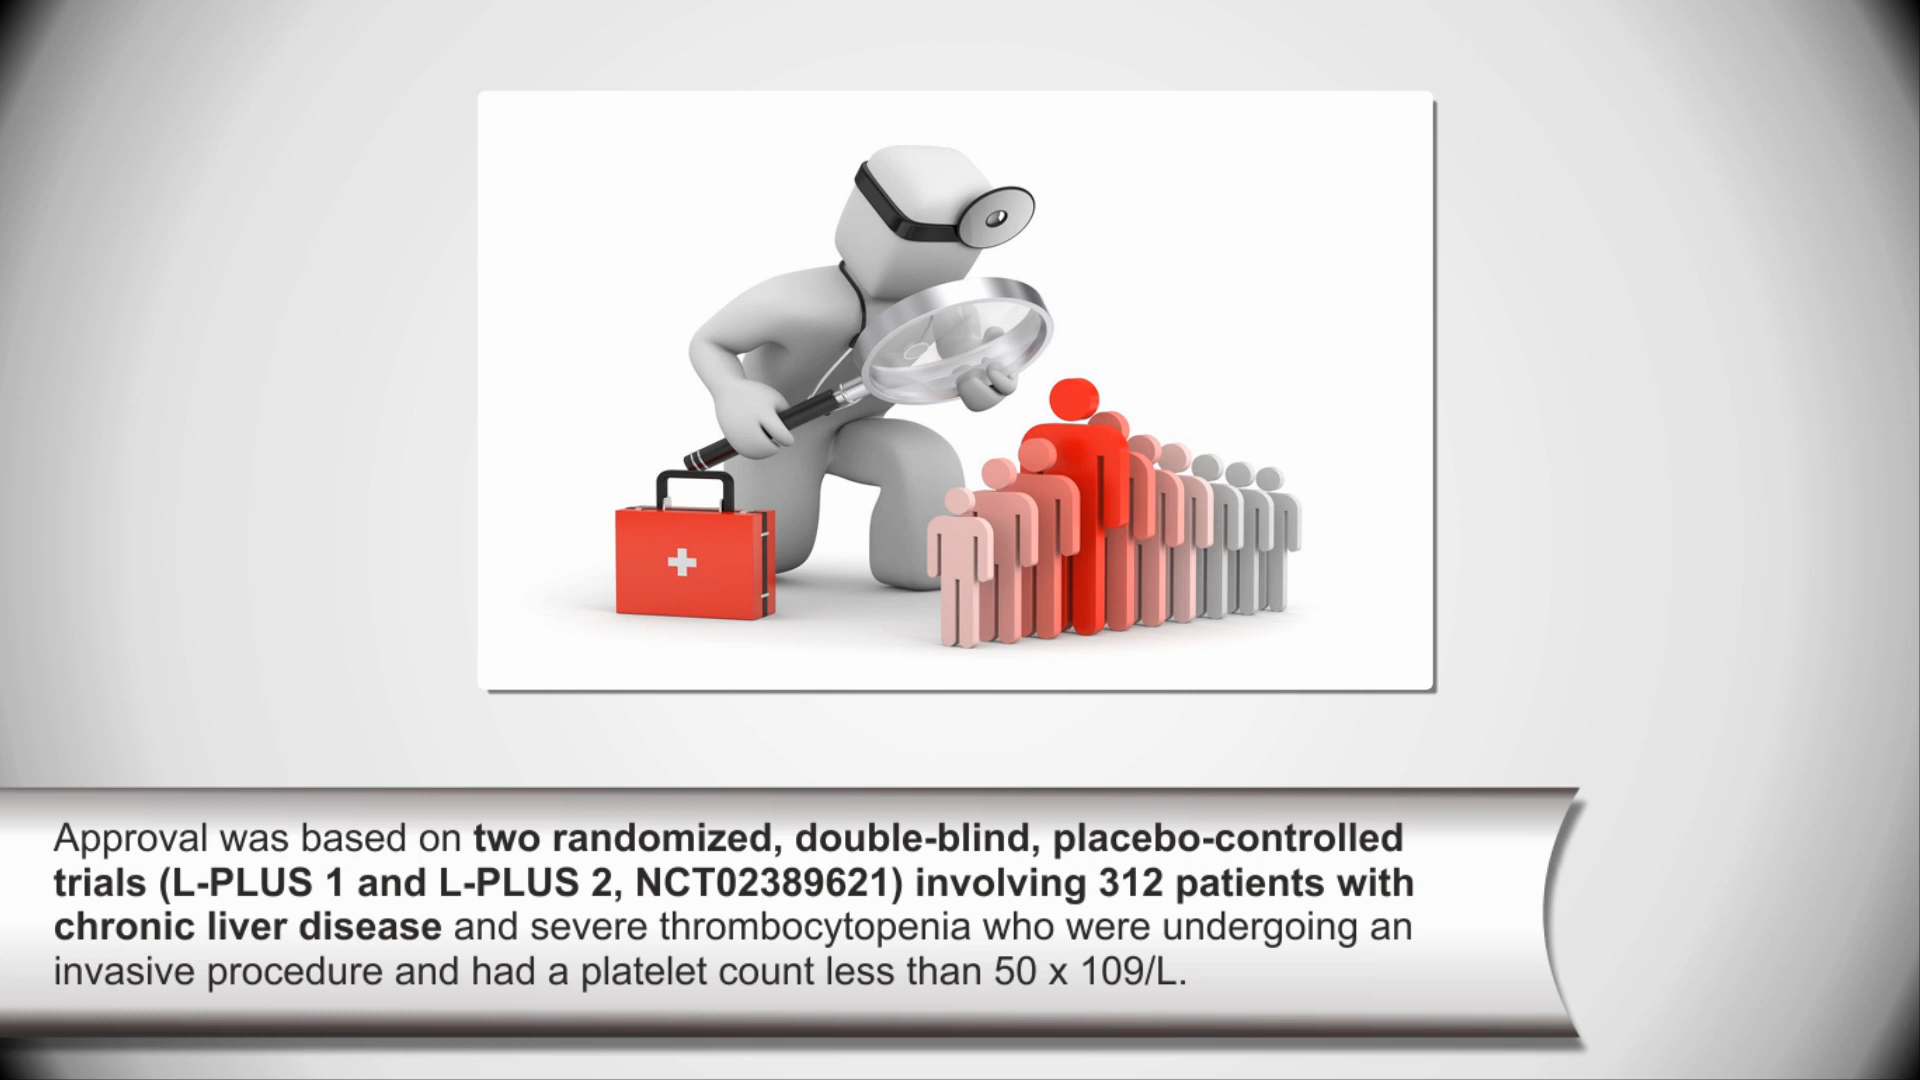 Approval was based on two randomized, double-blind, placebo-controlled
trials (L-PLUS 1 and L-PLUS 2, NCT02389621) involving 312 patients with
chronic liver disease and severe thrombocytopenia who were undergoing an
invasive procedure and had a platelet count less than 50 x 109/L.